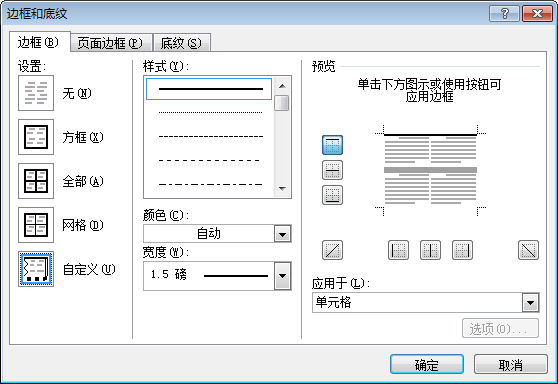 边框和底纹
边框(B)
页面边框(P)
底纹(S)
设置:
无(N)
方框(X)
全部(A)
网格(D)
自定义(U)
样式(Y):
颜色(C):
自动
宽度(W):
1.5 磅
预览
单击下方图示或使用按钮可
应用边框
应用于(L):
单元格
选项(O)...
确定
取消